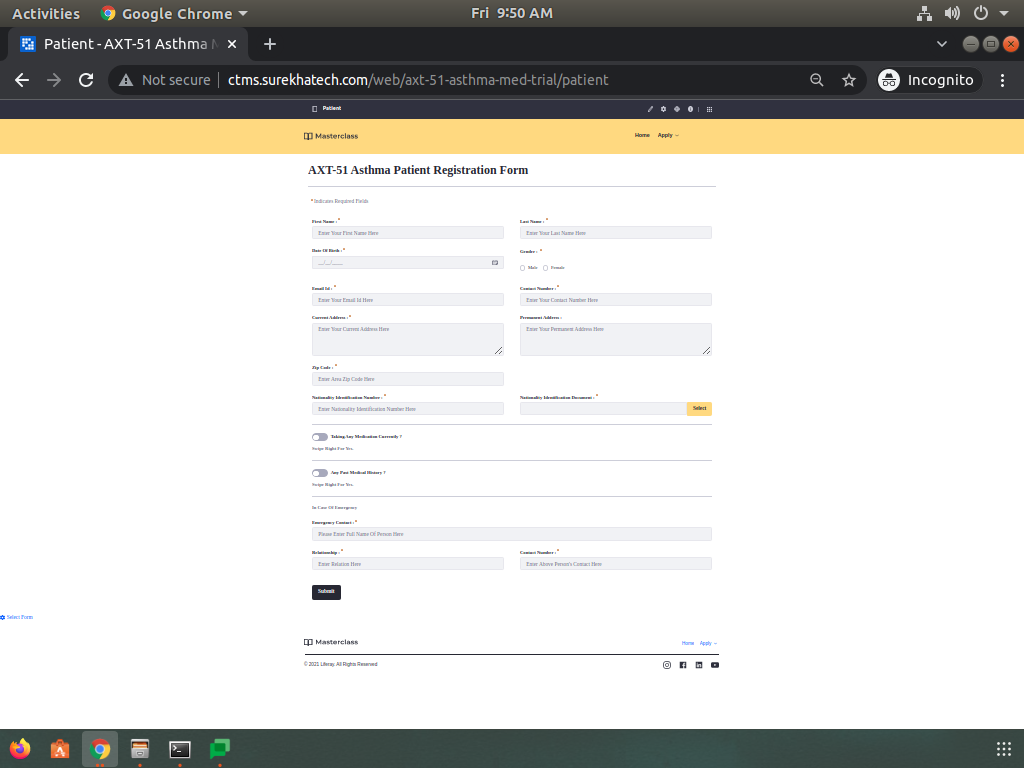 Activities
Google Chrome
Fri 9:50 AM
Patient - AXT-51 Asthma M
Not secure
ctms.surekhatech.com/web/axt-51-asthma-med-trial/patient
Incognito
Patient
Masterclass
Home Apply
AXT-51 Asthma Patient Registration Form
* Indicates Required Fields
First Name : *
Last Name : *
Enter Your First Name Here
Enter Your Last Name Here
Date Of Birth : *
Gender : *
__/__/____
Male
Female
Email Id : *
Contact Number : *
Enter Your Email Id Here
Enter Your Contact Number Here
Current Address : *
Permanent Address :
Enter Your Current Address Here
Enter Your Permanent Address Here
Zip Code : *
Enter Area Zip Code Here
Nationality Identification Number : *
Nationality Identification Document : *
Enter Nationality Identification Number Here
Select
Taking Any Medication Currently ?
Swipe Right For Yes.
Any Past Medical History ?
Swipe Right For Yes.
In Case Of Emergency
Emergency Contact : *
Please Enter Full Name Of Person Here
Relationship : *
Contact Number : *
Enter Relation Here
Enter Above Person's Contact Here
Submit
Select Form
Masterclass
Home Apply
© 2021 Liferay. All Rights Reserved